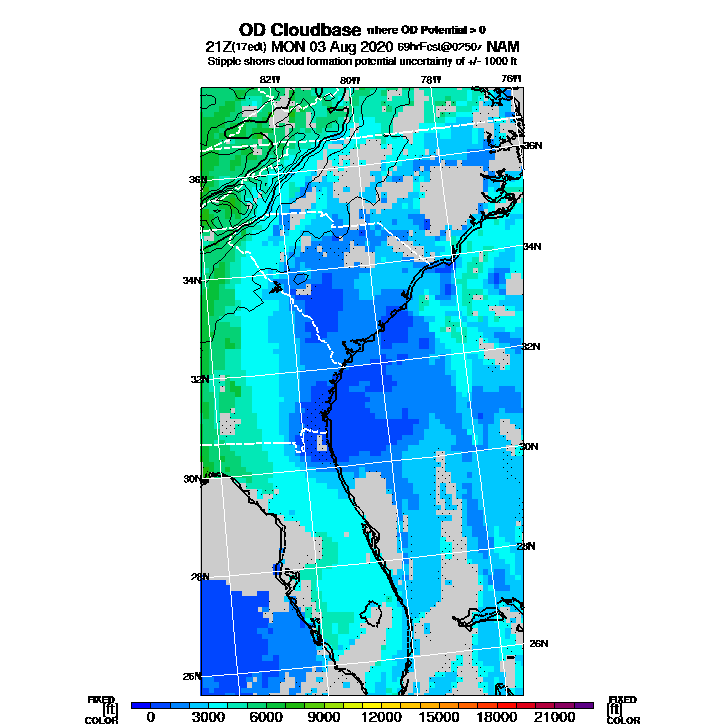 OD Cloudbase where OD Potential > 0
21Z(17edt) MON 03 Aug 2020 69hrFcst@0250z NAM
Stipple shows cloud formation potential uncertainty of +/- 1000 ft
82W 80W 78W 76W
36N
36N
34N
34N
32N
32N
30N
30N
28N
28N
26N
26N
FIXED FIXED
[ft] [ft]
COLOR 0 3000 6000 9000 12000 15000 18000 21000 COLOR